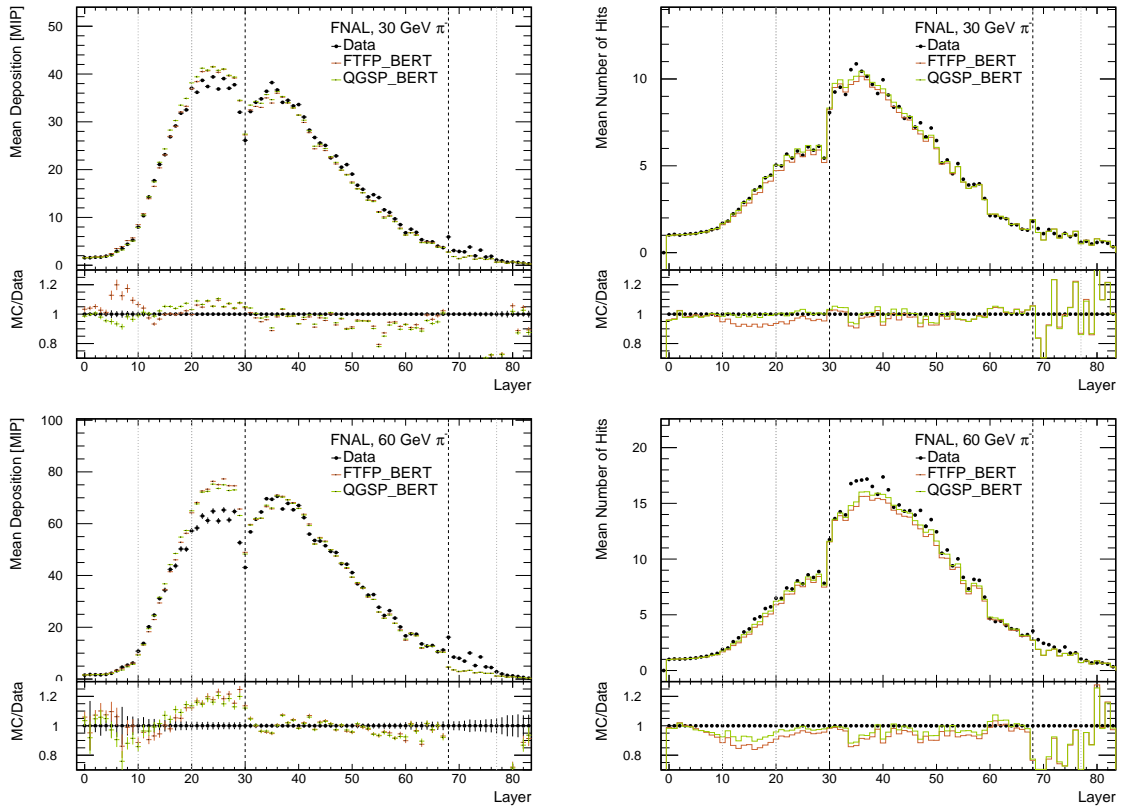 Mean Deposition [MIP]
50
40
30
20
10
0
FNAL, 30 GeV π-
Data
FTFP_BERT
QGSP_BERT
MC/Data
1.2
1
0.8
0 10 20 30 40 50 60 70 80
Layer
Mean Number of Hits
10
5
0
FNAL, 30 GeV π-
Data
FTFP_BERT
QGSP_BERT
MC/Data
1.2
1
0.8
0 10 20 30 40 50 60 70 80
Layer
Mean Deposition [MIP]
100
80
60
40
20
0
FNAL, 60 GeV π-
Data
FTFP_BERT
QGSP_BERT
MC/Data
1.2
1
0.8
0 10 20 30 40 50 60 70 80
Layer
Mean Number of Hits
20
15
10
5
0
FNAL, 60 GeV π-
Data
FTFP_BERT
QGSP_BERT
MC/Data
1.2
1
0.8
0 10 20 30 40 50 60 70 80
Layer